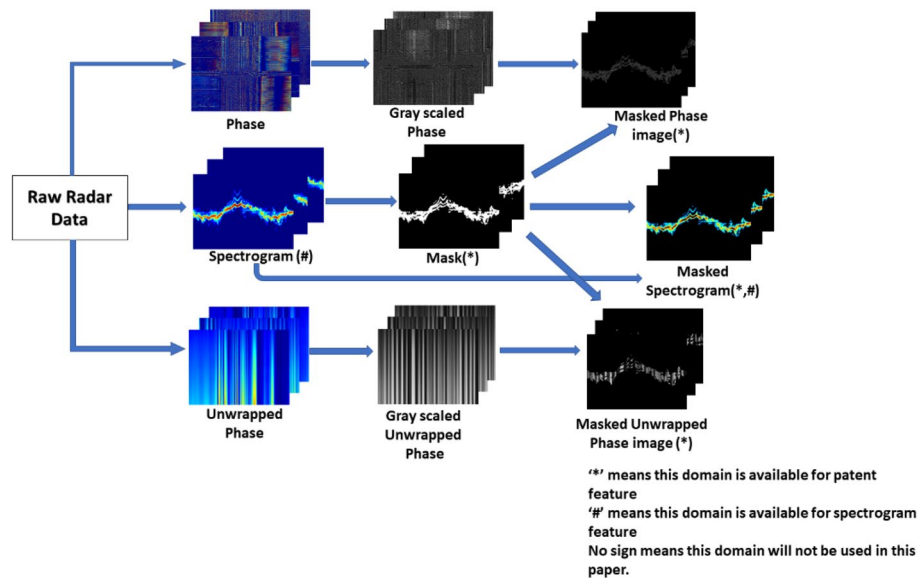 Phase
Gray scaled
Phase
Masked Phase
image(*)
Raw Radar
Data
Spectrogram (#)
Mask(*)
Masked
Spectrogram(*,#)
Unwrapped
Phase
Gray scaled
Unwrapped
Phase
Masked Unwrapped
Phase image (*)
‘*’ means this domain is available for patent
feature
‘#’ means this domain is available for spectrogram
feature
No sign means this domain will not be used in this
paper.